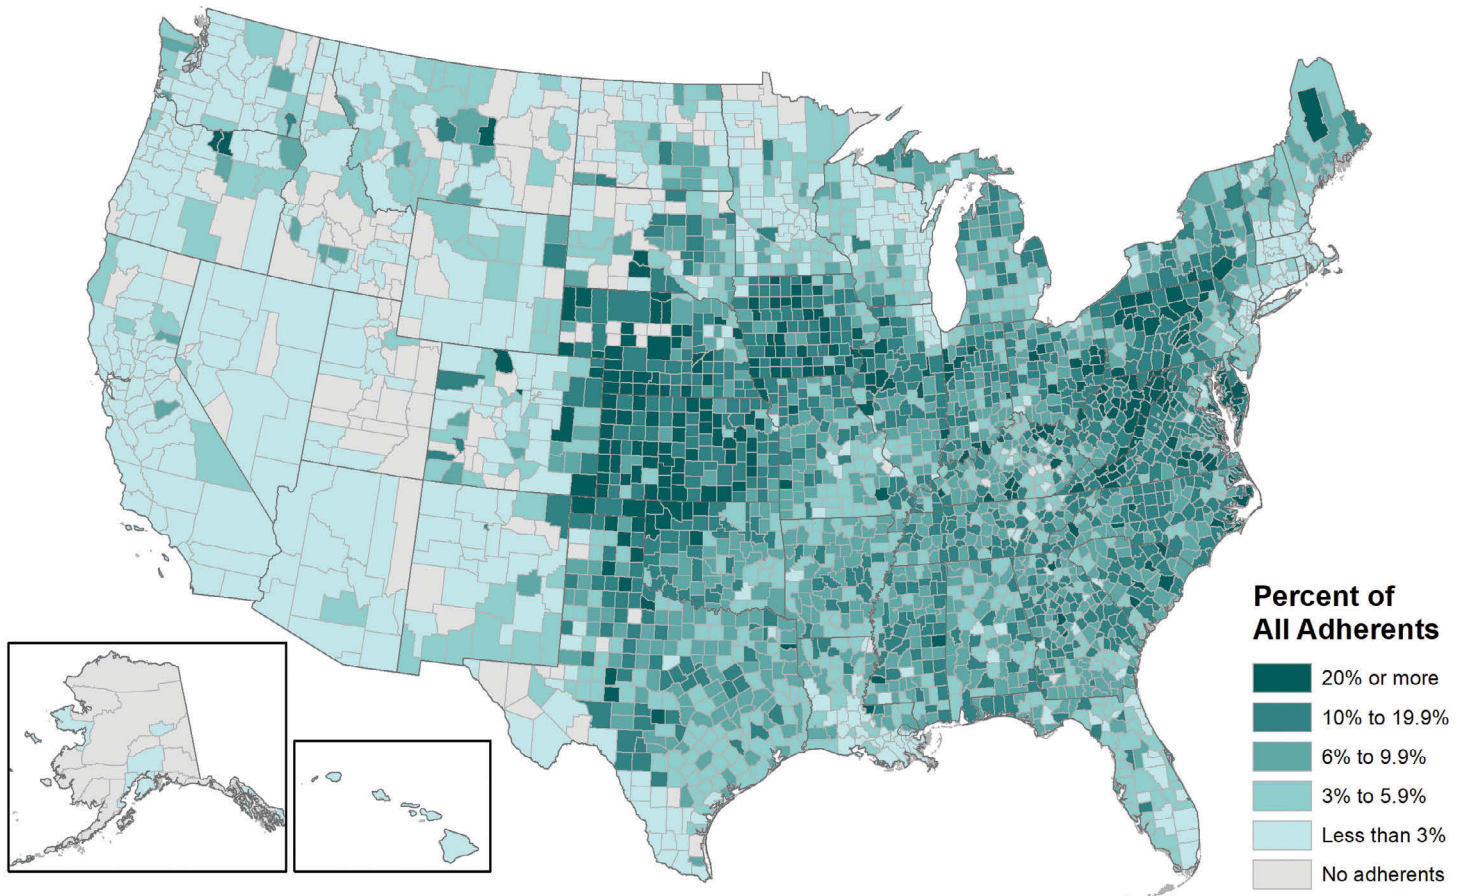 Percent of
All Adherents
20% or more
10% to 19.9%
6% to 9.9%
3% to 5.9%
Less than 3%
No adherents